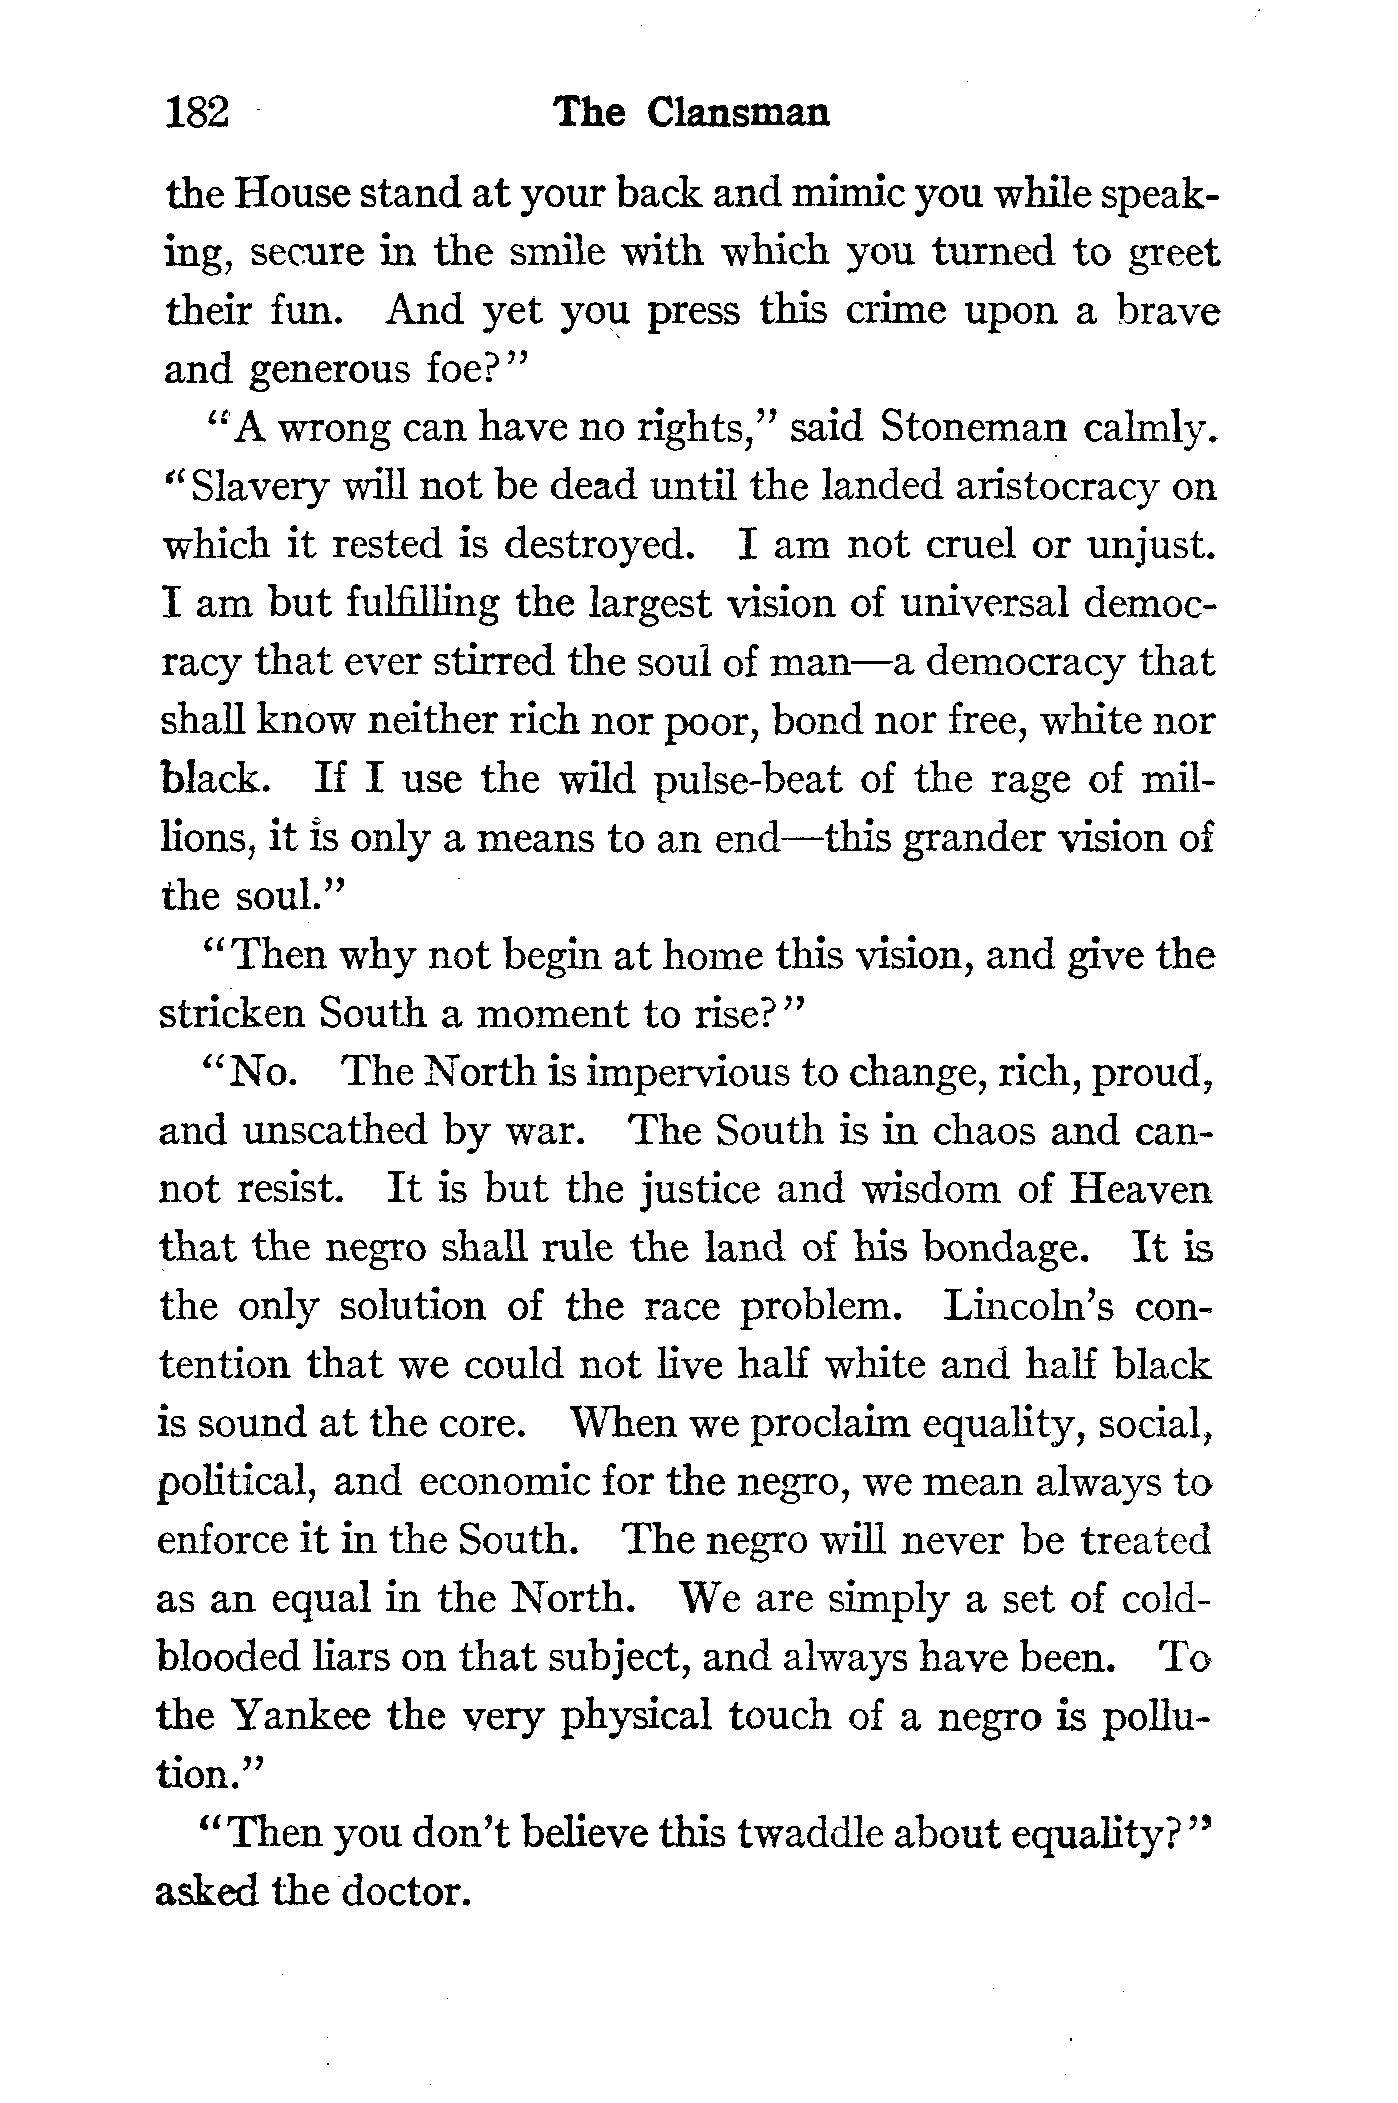 182 The Clansman
the House stand at your back and mimic you while speak-
ing, secure in the smile with which you turned to greet
their fun. And yet you press this crime upon a brave
and generous foe?"
"A wrong can have no rights," said Stoneman calmly.
"Slavery will not be dead until the landed aristocracy on
which it rested is destroyed. I am not cruel or unjust.
I am but fulfilling the largest vision of universal democ-
racy that ever stirred the soul of man—a democracy that
shall know neither rich nor poor, bond nor free, white nor
black. If I use the wild pulse-beat of the rage of mil-
lions, it is only a means to an end—this grander vision of
the soul."
"Then why not begin at home this vision, and give the
stricken South a moment to rise?"
"No. The North is impervious to change, rich, proud,
and unscathed by war. The South is in chaos and can-
not resist. It is but the justice and wisdom of Heaven
that the negro shall rule the land of his bondage. It is
the only solution of the race problem. Lincoln's con-
tention that we could not live half white and half black
is sound at the core. When we proclaim equality, social,
political, and economic for the negro, we mean always to
enforce it in the South. The negro will never be treated
as an equal in the North. We are simply a set of cold-
blooded liars on that subject, and always have been. To
the Yankee the very physical touch of a negro is pollu-
tion."
"Then you don't believe this twaddle about equality?"
asked the doctor.